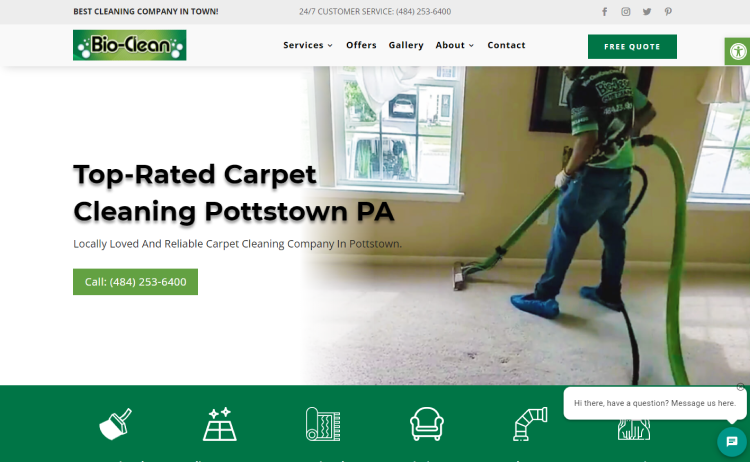 BEST CLEANING COMPANY IN TOWN!
24/7 CUSTOMER SERVICE: (484) 253-6400
Bio-Clean
Services
Offers
Gallery
About
Contact
FREE QUOTE
Top-Rated Carpet
Cleaning Pottstown PA
Locally Loved And Reliable Carpet Cleaning Company In Pottstown.
Call: (484) 253-6400
Hi there, have a question? Message us here.